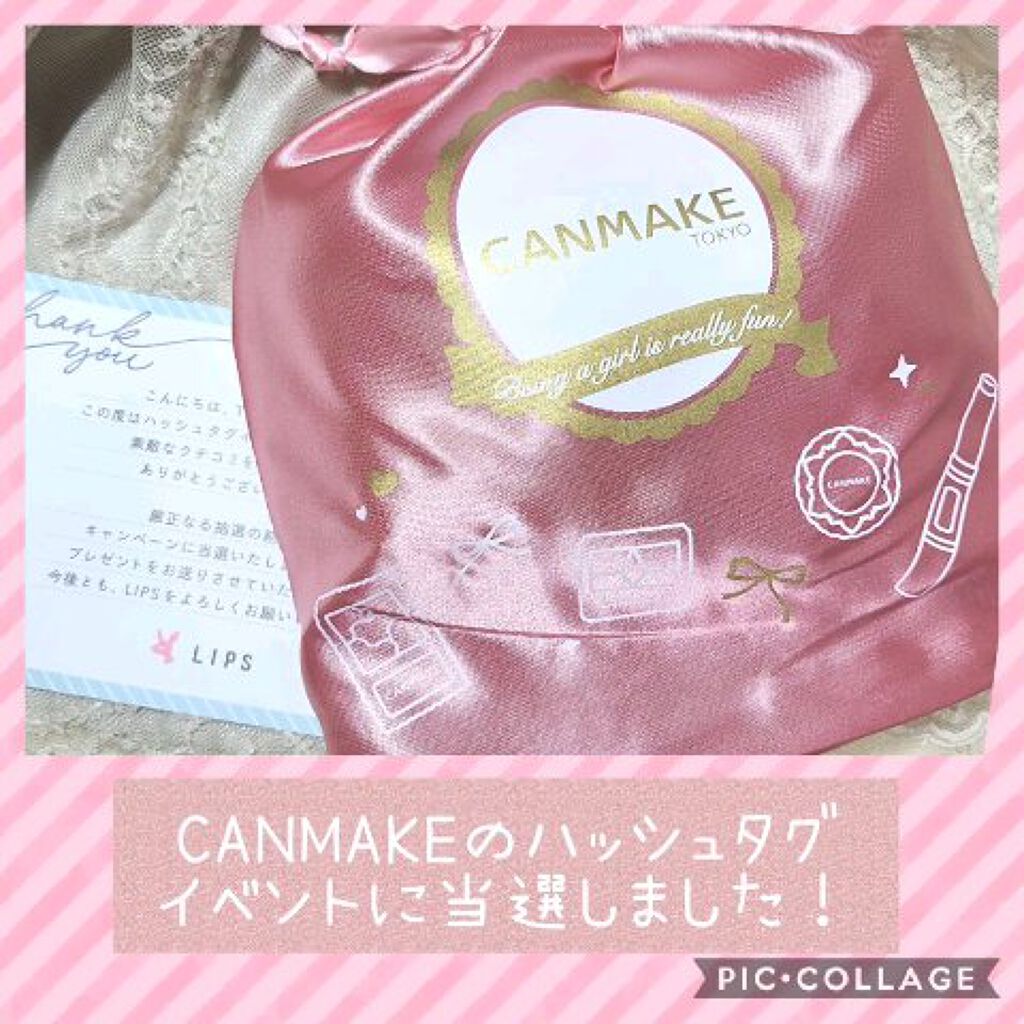 CANMAKE
TOKYO
Being a girl is really fun!
CANMAKE
hank
you
こんにちは、
この度はハッシュタグ
素敵なクチコミを
ありがとうござい
厳正なる抽選の
キャンペーンに当選いたし
プレゼントをお送りさせていた
今後とも、LIPSをよろしくお願い
LIPS
CANMAKEのハッシュタグ
イベントに当選しました！
PIC•COLLAGE